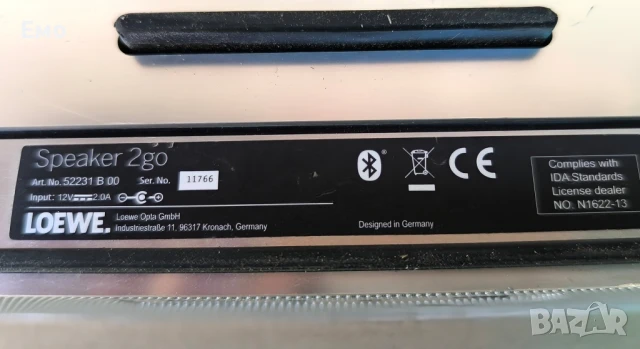 Speaker 2go
Art. No. 52231 B 00 Ser. No. 11766
Input: 12V 2.0A
LOEWE. Loewe Opta GmbH
Industriestraße 11, 96317 Kronach, Germany
Designed in Germany
CE
Complies with
IDA Standards
License dealer
NO. N1622-13
BAZAR